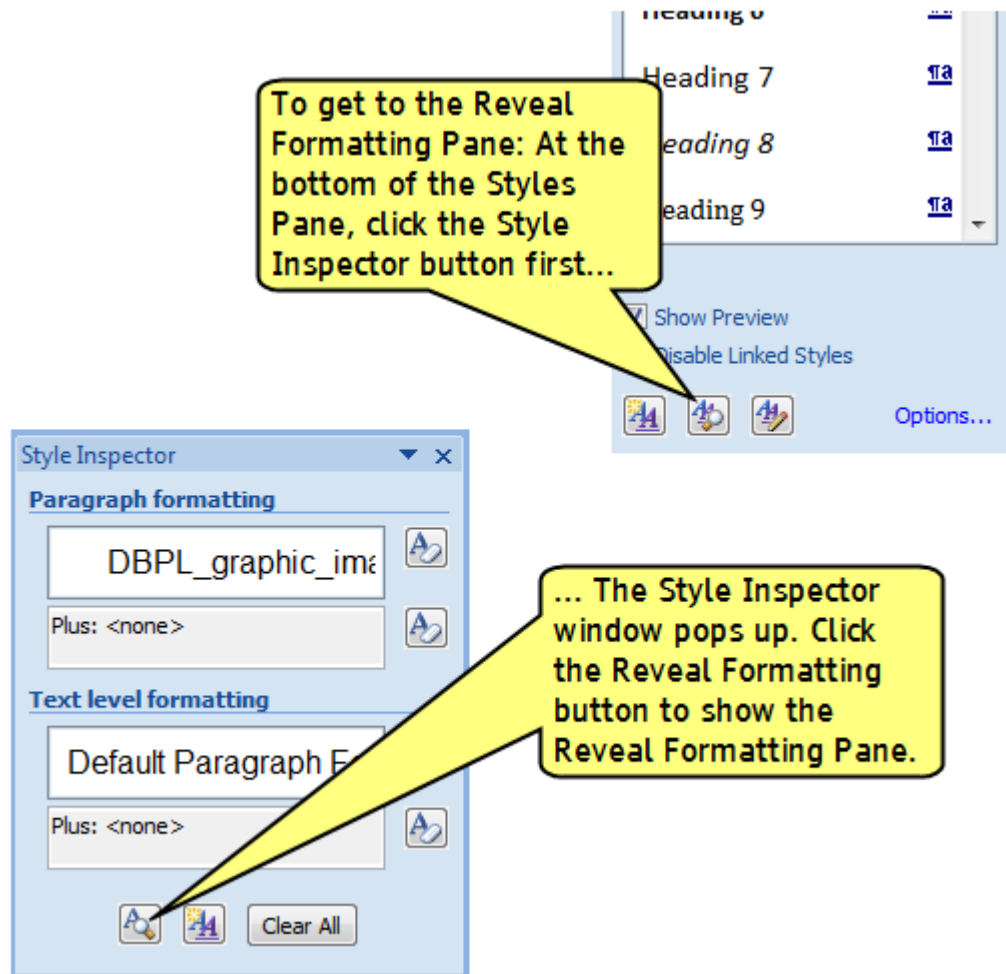 Heading 6
Heading 7 ¶a
To get to the Reveal
Formatting Pane: At the
bottom of the Styles
Pane, click the Style
Inspector button first...
eading 8 ¶a
eading 9 ¶a
Show Preview
Disable Linked Styles
Options...
Style Inspector
Paragraph formatting
DBPL_graphic_ima
Plus: <none>
Text level formatting
Default Paragraph Fo
Plus: <none>
Clear All
... The Style Inspector
window pops up. Click
the Reveal Formatting
button to show the
Reveal Formatting Pane.